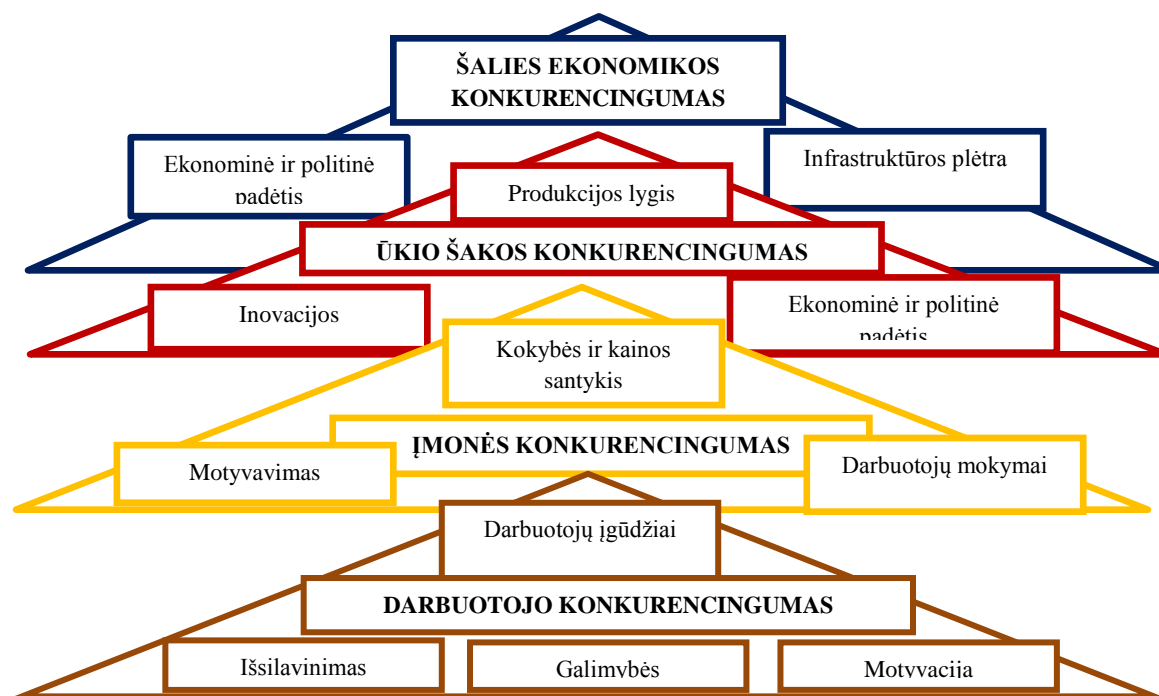 ŠALIES EKONOMIKOS
KONKURENCINGUMAS
Ekonominė ir politinė
padėtis
Infrastruktūros plėtra
Produkcijos lygis
ŪKIO ŠAKOS KONKURENCINGUMAS
Inovacijos
Ekonominė ir politinė
padėtis
Kokybės ir kainos
santykis
ĮMONĖS KONKURENCINGUMAS
Motyvavimas
Darbuotojų mokymai
Darbuotojų įgūdžiai
DARBUOTOJO KONKURENCINGUMAS
Išsilavinimas
Galimybės
Motyvacija